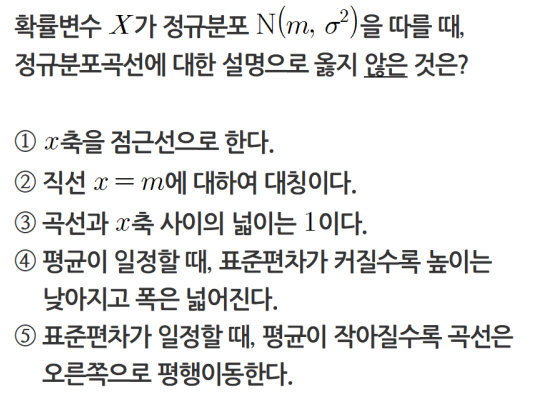 확률변수 X가 정규분포 N(m, σ²)을 따를 때,
정규분포곡선에 대한 설명으로 옳지 않은 것은?
① x축을 점근선으로 한다.
② 직선 x = m에 대하여 대칭이다.
③ 곡선과 x축 사이의 넓이는 1이다.
④ 평균이 일정할 때, 표준편차가 커질수록 높이는
낮아지고 폭은 넓어진다.
⑤ 표준편차가 일정할 때, 평균이 작아질수록 곡선은
오른쪽으로 평행이동한다.